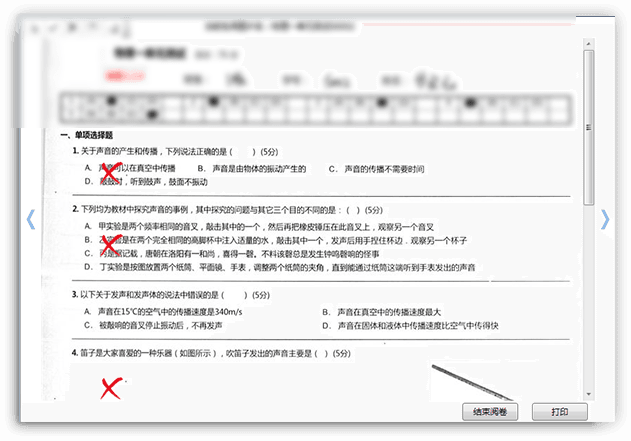 一、单项选择题
1. 关于声音的产生和传播，下列说法正确的是（　　）(5分)
A. 声音可以在真空中传播　B. 声音是由物体的振动产生的　C. 声音的传播不需要时间
D. 敲鼓时，听到鼓声，鼓面不振动
2. 下列均为教材中探究声音的事例，其中探究的问题与其它三个目的不同的是：（　）(5分)
A. 甲实验是两个频率相同的音叉，敲击其中的一个，然后再把橡皮锤压在此音叉上，观察另一个音叉
B. 乙实验是在两个完全相同的高脚杯中注入适量的水，敲击其中一个，发声后用手捏住杯边．观察另一个杯子
C. 丙是据记载，唐朝在洛阳有一和尚，喜得一磬。不料该磬总是发生钟鸣磬响的怪事
D. 丁实验是按图放置两个纸筒、平面镜、手表，调整两个纸筒的夹角，直到能通过纸筒这端听到手表发出的声音
3. 以下关于发声和发声体的说法中错误的是（　　）(5分)
A. 声音在15℃的空气中的传播速度是340m/s　B. 声音在真空中的传播速度最大
C. 被敲响的音叉停止振动后，不再发声　D. 声音在固体和液体中传播速度比空气中传得快
4. 笛子是大家喜爱的一种乐器（如图所示），吹笛子发出的声音主要是（　）(5分)
结束阅卷　打印